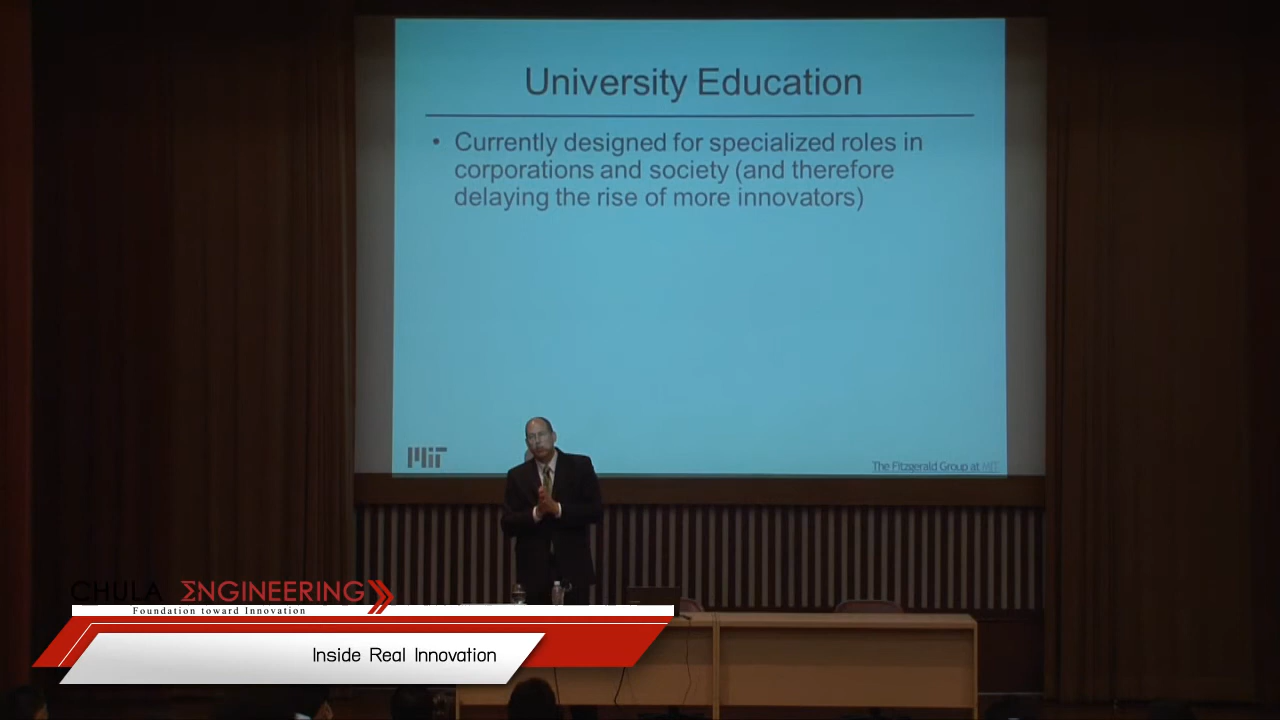 University Education
• Currently designed for specialized roles in
corporations and society (and therefore
delaying the rise of more innovators)
MIT
The Fitzgerald Group at MIT
CHULA ΣNGINEERING
Foundation toward Innovation
Inside Real Innovation